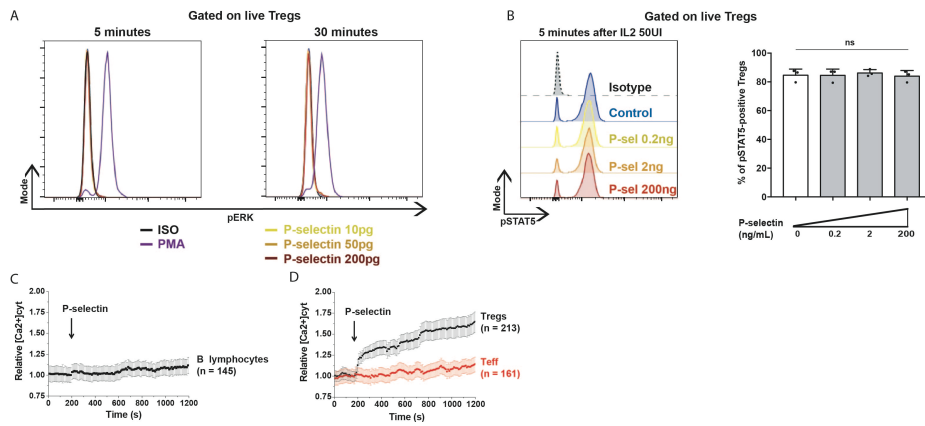 A
Gated on live Tregs
5 minutes
30 minutes
Mode
pERK
ISO
PMA
P-selectin 10pg
P-selectin 50pg
P-selectin 200pg
B
Gated on live Tregs
5 minutes after IL2 50UI
Isotype
Control
P-sel 0.2ng
P-sel 2ng
P-sel 200ng
Mode
pSTAT5
% of pSTAT5-positive Tregs
100
80
60
40
20
0
ns
P-selectin
(ng/mL)
0 0.2 2 200
C
Relative [Ca2+]cyt
2.00
1.75
1.50
1.25
1.00
0.75
P-selectin
B lymphocytes
(n = 145)
0 200 400 600 800 1000 1200
Time (s)
D
Relative [Ca2+]cyt
2.00
1.75
1.50
1.25
1.00
0.75
P-selectin
Tregs
(n = 213)
Teff
(n = 161)
0 200 400 600 800 1000 1200
Time (s)